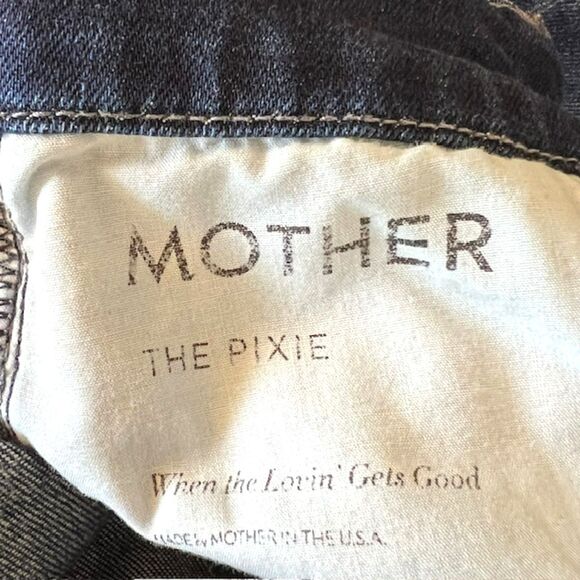 MOTHER
THE PIXIE
When the Lovin' Gets Good
MADE by MOTHER IN THE U.S.A.